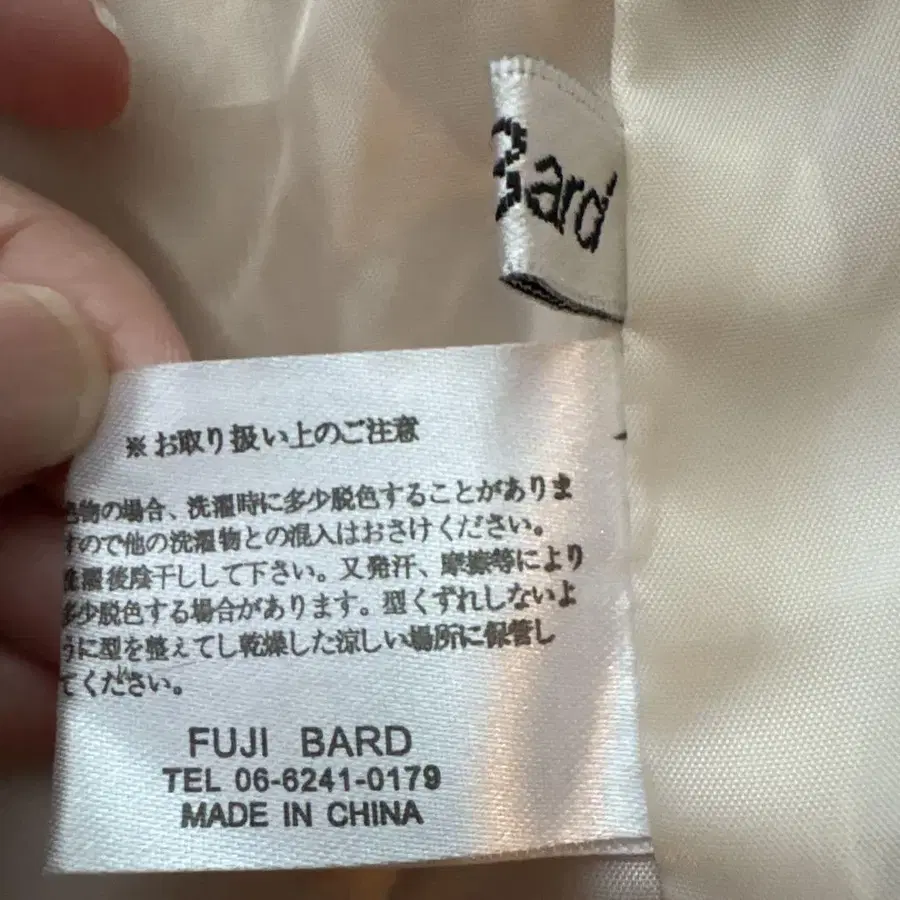 Bard
※お取り扱い上のご注意
色物の場合、洗濯時に多少脱色することがありま
すので他の洗濯物との混入はおさけください。
洗濯後陰干しして下さい。又発汗、摩擦等により
多少脱色する場合があります。型くずれしないよ
うに型を整えてし乾燥した涼しい場所に保管し
てください。
FUJI BARD
TEL 06-6241-0179
MADE IN CHINA